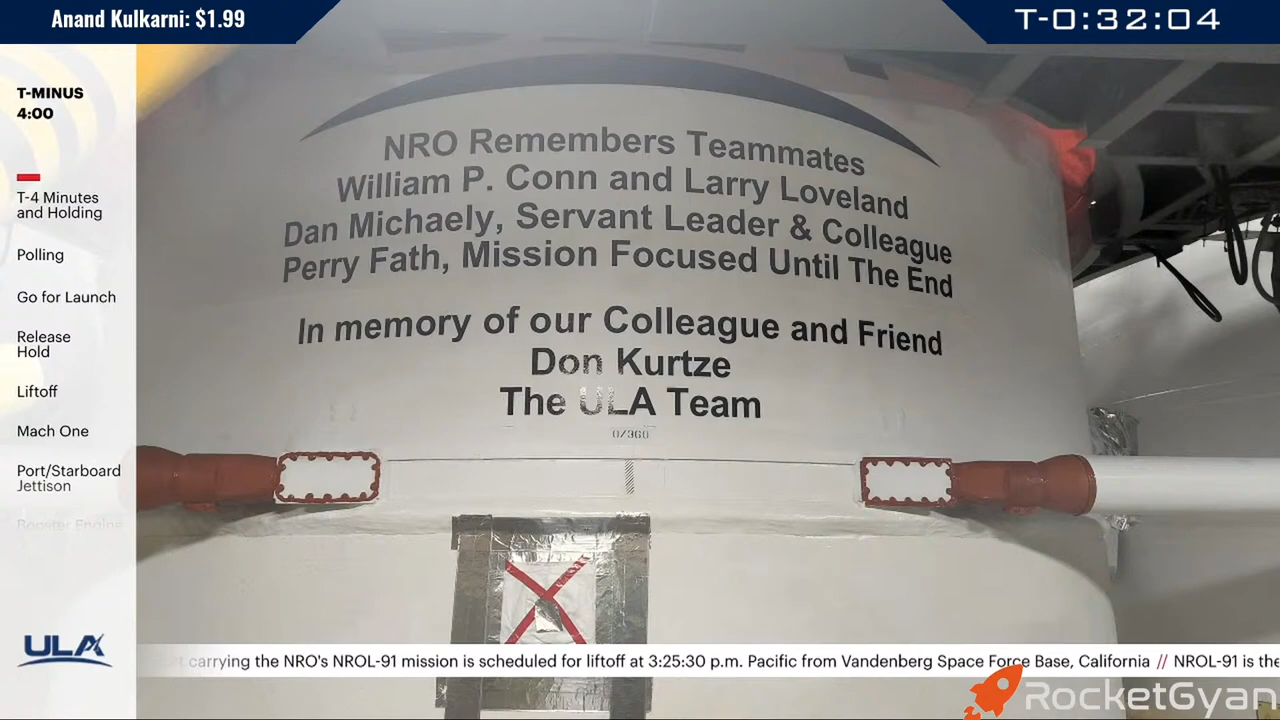 Anand Kulkarni: $1.99
T-0:32:04
T-MINUS
4:00
T-4 Minutes
and Holding
Polling
Go for Launch
Release
Hold
Liftoff
Mach One
Port/Starboard
Jettison
Booster Engine
ULA
NRO Remembers Teammates
William P. Conn and Larry Loveland
Dan Michaely, Servant Leader & Colleague
Perry Fath, Mission Focused Until The End
In memory of our Colleague and Friend
Don Kurtze
The ULA Team
0/360
carrying the NRO's NROL-91 mission is scheduled for liftoff at 3:25:30 p.m. Pacific from Vandenberg Space Force Base, California // NROL-91 is the
RocketGyan